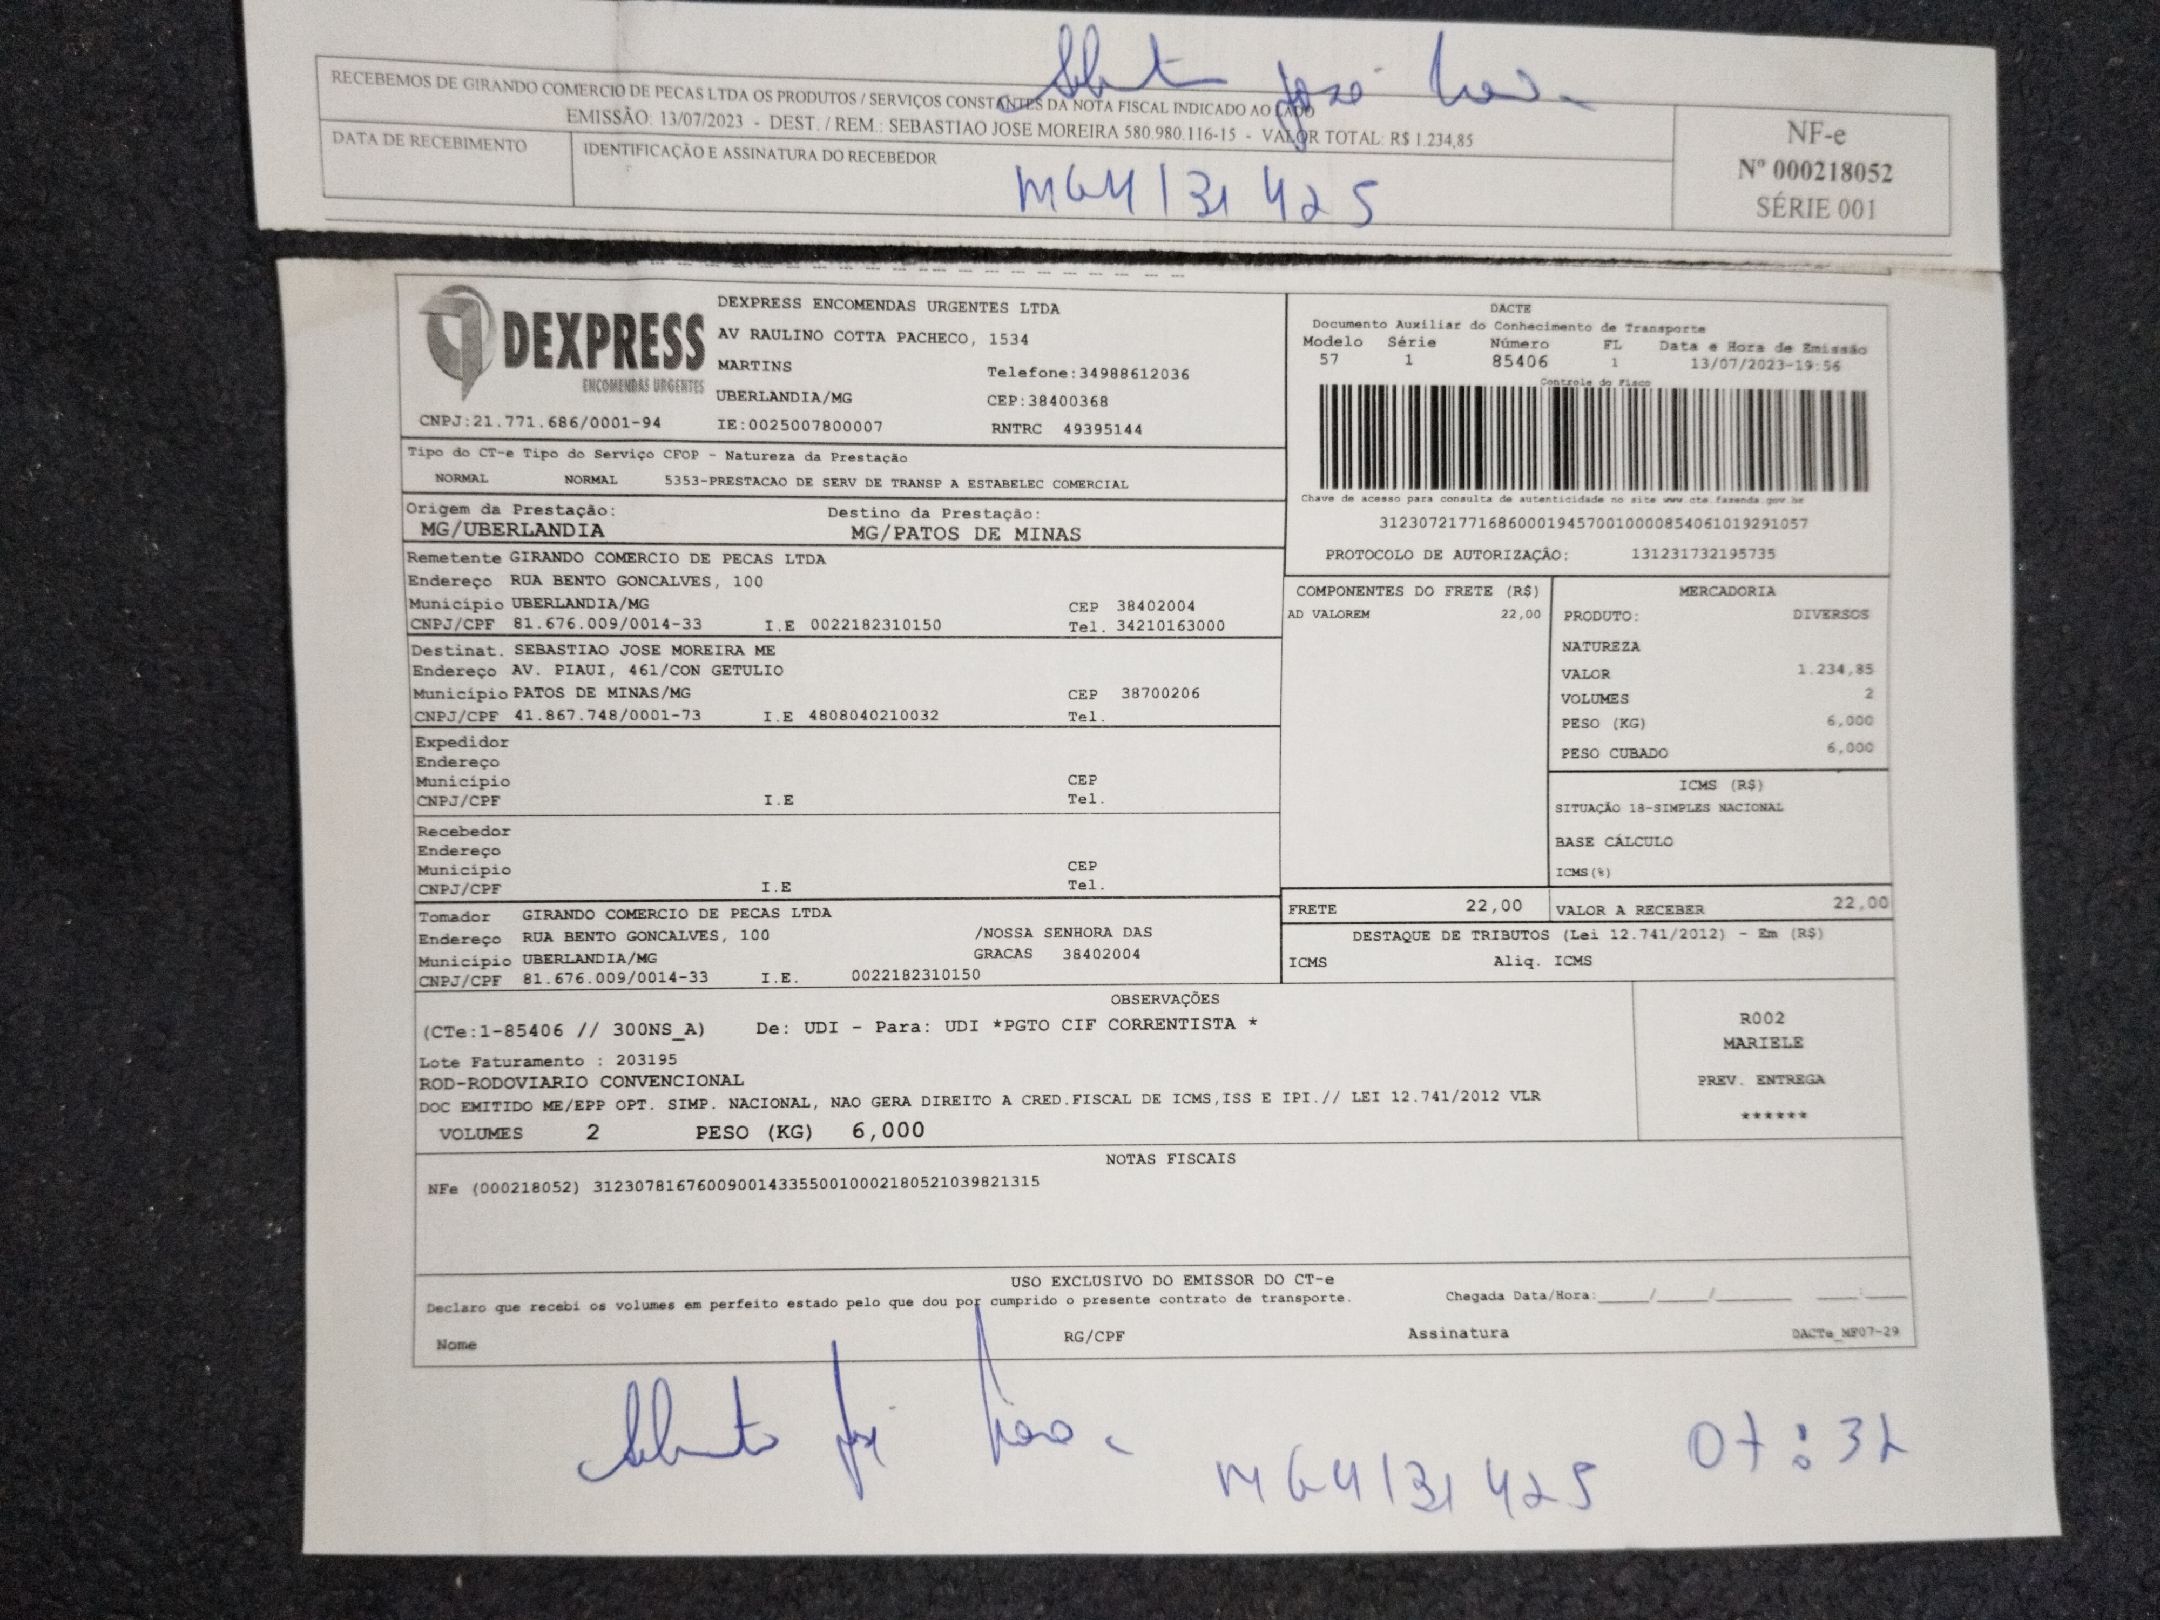 RECEBEMOS DE GIRANDO COMERCIO DE PECAS LTDA OS PRODUTOS / SERVIÇOS CONSTANTES DA NOTA FISCAL INDICADO AO LADO
EMISSÃO: 13/07/2023 - DEST. / REM.: SEBASTIAO JOSE MOREIRA 580.980.116-15 - VALOR TOTAL: R$ 1.234,85
DATA DE RECEBIMENTO
IDENTIFICAÇÃO E ASSINATURA DO RECEBEDOR
José
MG4131425
NF-e
Nº 000218052
SÉRIE 001
DEXPRESS
ENCOMENDAS URGENTES
CNPJ:21.771.686/0001-94
DEXPRESS ENCOMENDAS URGENTES LTDA
AV RAULINO COTTA PACHECO, 1534
MARTINS Telefone:34988612036
UBERLANDIA/MG CEP:38400368
IE:0025007800007 RNTRC 49395144
DACTE
Documento Auxiliar do Conhecimento de Transporte
Modelo Série Número FL Data e Hora de Emissão
57 1 85406 1 13/07/2023-19:56
Controle do Fisco
Chave de acesso para consulta de autenticidade no site www.cte.fazenda.gov.br
31230721771686000194570010000854061019291057
PROTOCOLO DE AUTORIZAÇÃO: 131231732195735
Tipo do CT-e Tipo do Serviço CFOP - Natureza da Prestação
NORMAL NORMAL 5353-PRESTACAO DE SERV DE TRANSP A ESTABELEC COMERCIAL
Origem da Prestação: Destino da Prestação:
MG/UBERLANDIA MG/PATOS DE MINAS
Remetente GIRANDO COMERCIO DE PECAS LTDA
Endereço RUA BENTO GONCALVES, 100
Município UBERLANDIA/MG CEP 38402004
CNPJ/CPF 81.676.009/0014-33 I.E 0022182310150 Tel. 34210163000
Destinat. SEBASTIAO JOSE MOREIRA ME
Endereço AV. PIAUI, 461/CON GETULIO
Município PATOS DE MINAS/MG CEP 38700206
CNPJ/CPF 41.867.748/0001-73 I.E 4808040210032 Tel.
Expedidor
Endereço
Município CEP
CNPJ/CPF I.E Tel.
Recebedor
Endereço
Município CEP
CNPJ/CPF I.E Tel.
Tomador GIRANDO COMERCIO DE PECAS LTDA
Endereço RUA BENTO GONCALVES, 100 /NOSSA SENHORA DAS
Município UBERLANDIA/MG GRACAS 38402004
CNPJ/CPF 81.676.009/0014-33 I.E. 0022182310150
COMPONENTES DO FRETE (R$)
AD VALOREM 22,00
MERCADORIA
PRODUTO: DIVERSOS
NATUREZA
VALOR 1.234,85
VOLUMES 2
PESO (KG) 6,000
PESO CUBADO 6,000
ICMS (R$)
SITUAÇÃO 18-SIMPLES NACIONAL
BASE CÁLCULO
ICMS(%)
FRETE 22,00 VALOR A RECEBER 22,00
DESTAQUE DE TRIBUTOS (Lei 12.741/2012) - Em (R$)
ICMS Aliq. ICMS
OBSERVAÇÕES
(CTe:1-85406 // 300NS_A) De: UDI - Para: UDI *PGTO CIF CORRENTISTA *
Lote Faturamento : 203195
ROD-RODOVIARIO CONVENCIONAL
DOC EMITIDO ME/EPP OPT. SIMP. NACIONAL, NAO GERA DIREITO A CRED.FISCAL DE ICMS,ISS E IPI.// LEI 12.741/2012 VLR
VOLUMES 2 PESO (KG) 6,000
R002
MARIELE
PREV. ENTREGA
******
NOTAS FISCAIS
NFe (000218052) 31230781676009001433550010002180521039821315
USO EXCLUSIVO DO EMISSOR DO CT-e
Declaro que recebi os volumes em perfeito estado pelo que dou por cumprido o presente contrato de transporte. Chegada Data/Hora:_____/_____/_______ ____:____
Nome RG/CPF Assinatura DACTe_MF07-29
José
MG4131425
07:32